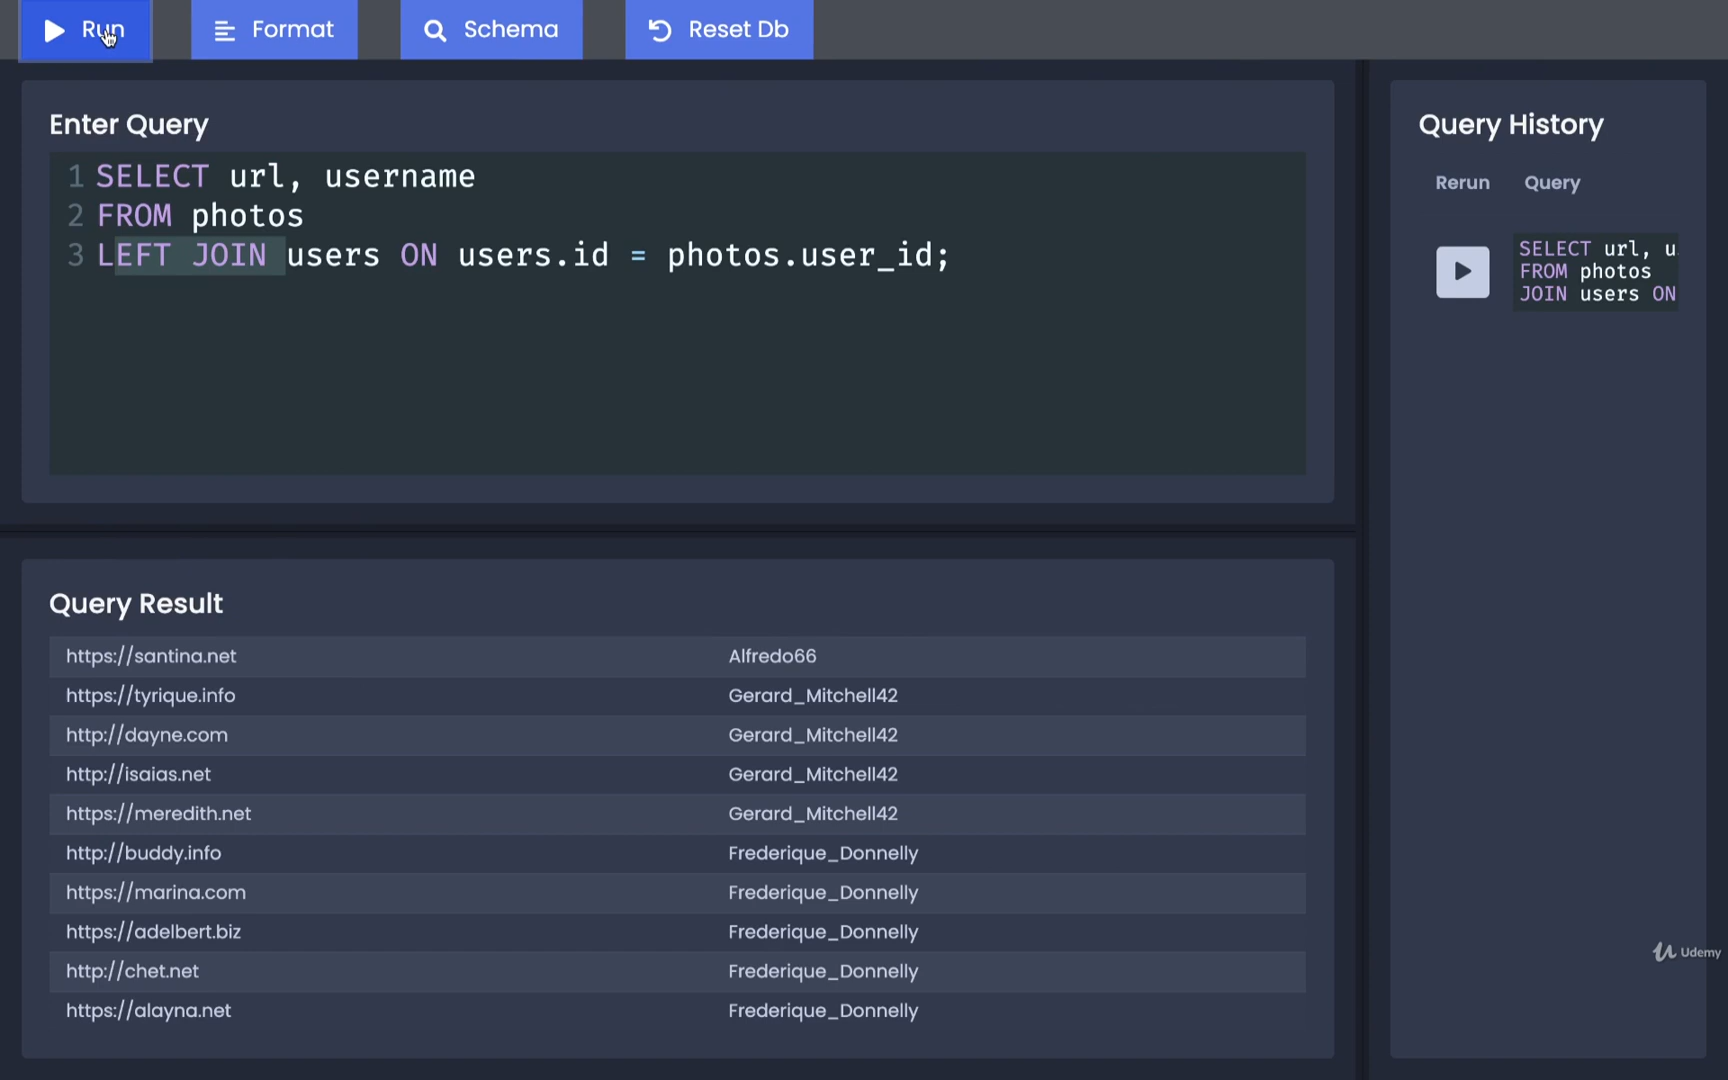 Run
Format
Schema
Reset Db
Enter Query
1 SELECT url, username
2 FROM photos
3 LEFT JOIN users ON users.id = photos.user_id;
Query History
Rerun Query
SELECT url, u
FROM photos
JOIN users ON
Query Result
https://santina.net Alfredo66
https://tyrique.info Gerard_Mitchell42
http://dayne.com Gerard_Mitchell42
http://isaias.net Gerard_Mitchell42
https://meredith.net Gerard_Mitchell42
http://buddy.info Frederique_Donnelly
https://marina.com Frederique_Donnelly
https://adelbert.biz Frederique_Donnelly
http://chet.net Frederique_Donnelly
https://alayna.net Frederique_Donnelly
Udemy